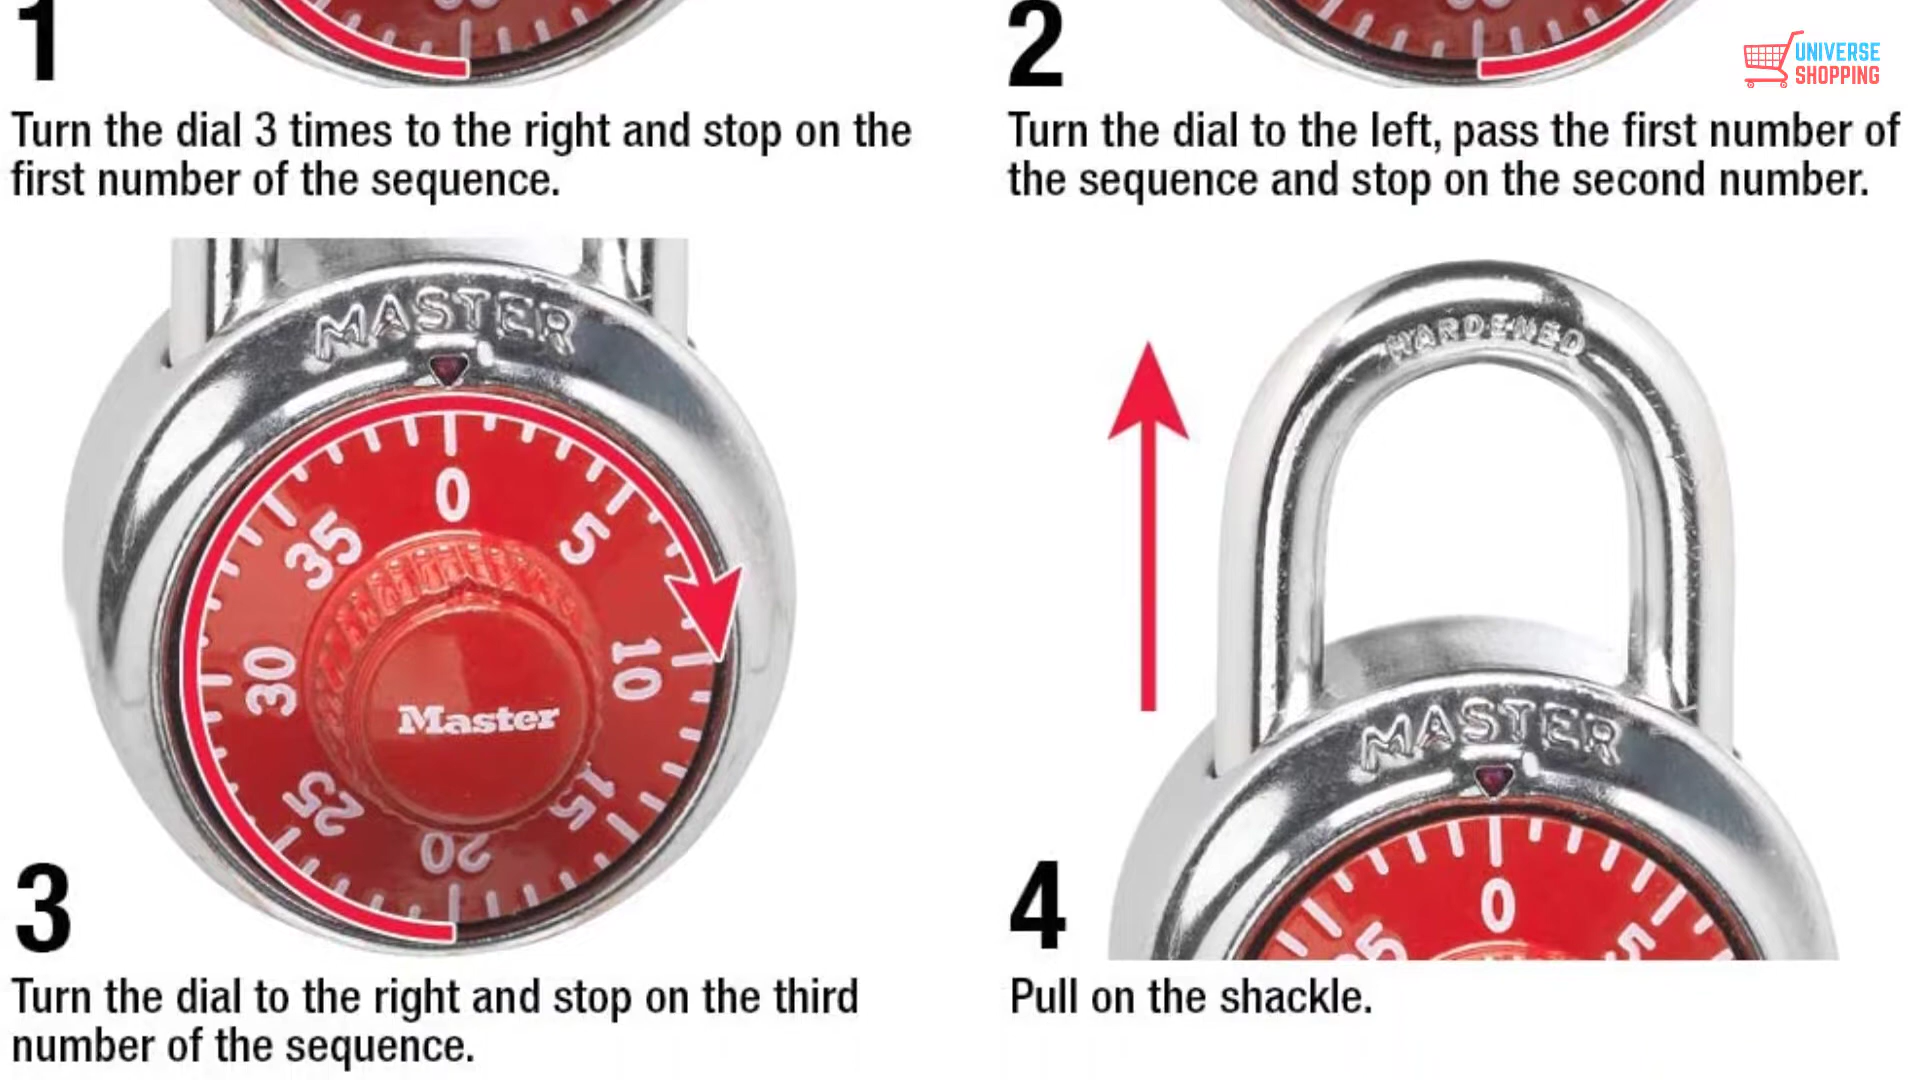 1
2
UNIVERSE
SHOPPING
Turn the dial 3 times to the right and stop on the
first number of the sequence.
Turn the dial to the left, pass the first number of
the sequence and stop on the second number.
MASTER
0
5
10
15
20
25
30
35
Master
3
Turn the dial to the right and stop on the third
number of the sequence.
HARDENED
MASTER
0
5
4
Pull on the shackle.